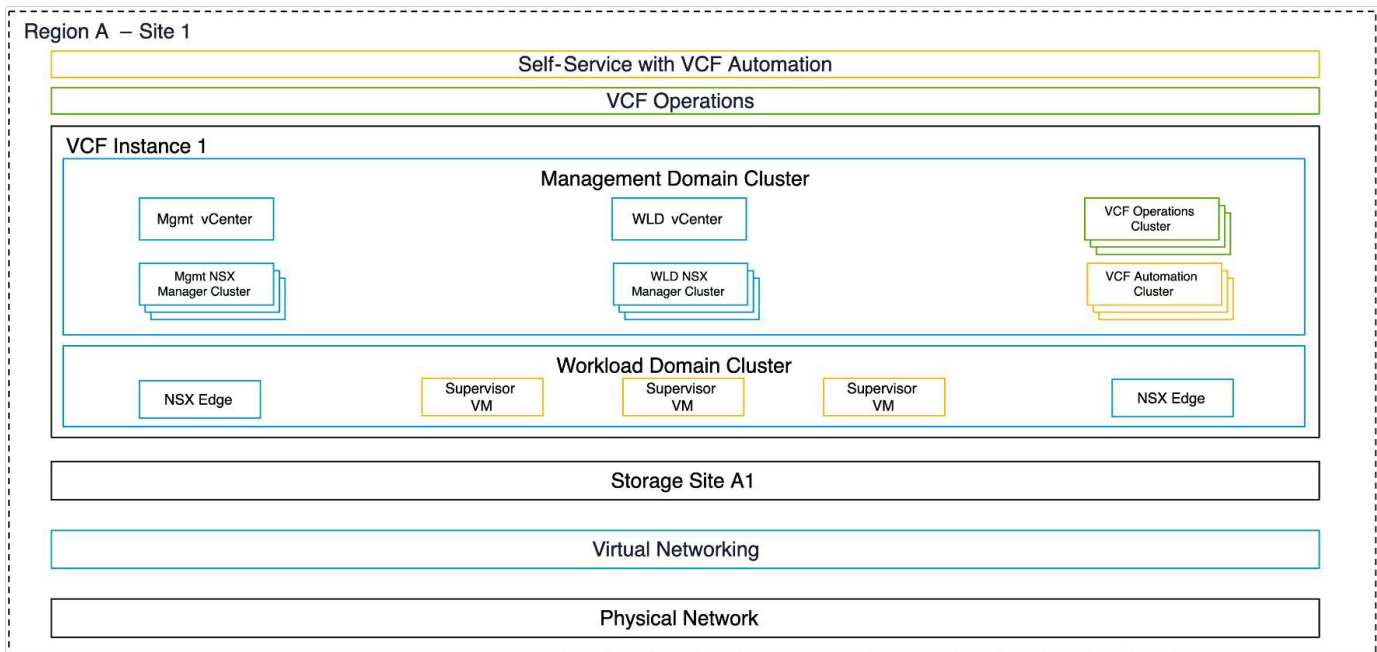 Region A – Site 1
Self-Service with VCF Automation
VCF Operations
VCF Instance 1
Management Domain Cluster
Mgmt vCenter
WLD vCenter
VCF Operations
Cluster
Mgmt NSX
Manager Cluster
WLD NSX
Manager Cluster
VCF Automation
Cluster
Workload Domain Cluster
NSX Edge
Supervisor
VM
Supervisor
VM
Supervisor
VM
NSX Edge
Storage Site A1
Virtual Networking
Physical Network